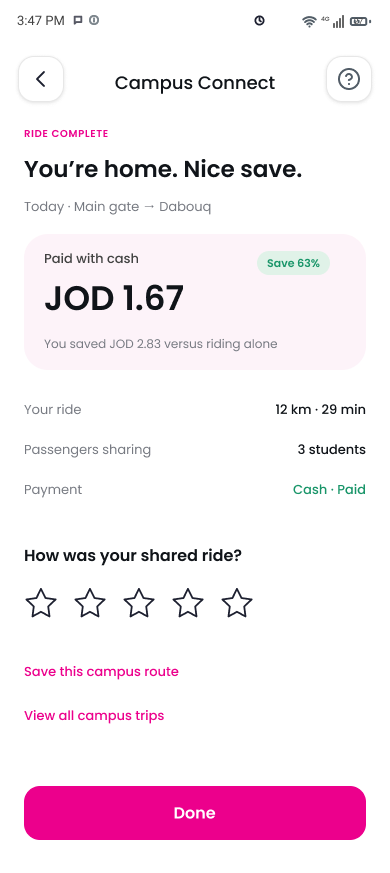 3:47 PM
4G
Campus Connect
RIDE COMPLETE
You’re home. Nice save.
Today · Main gate → Dabouq
Paid with cash
Save 63%
JOD 1.67
You saved JOD 2.83 versus riding alone
Your ride
12 km · 29 min
Passengers sharing
3 students
Payment
Cash · Paid
How was your shared ride?
Save this campus route
View all campus trips
Done